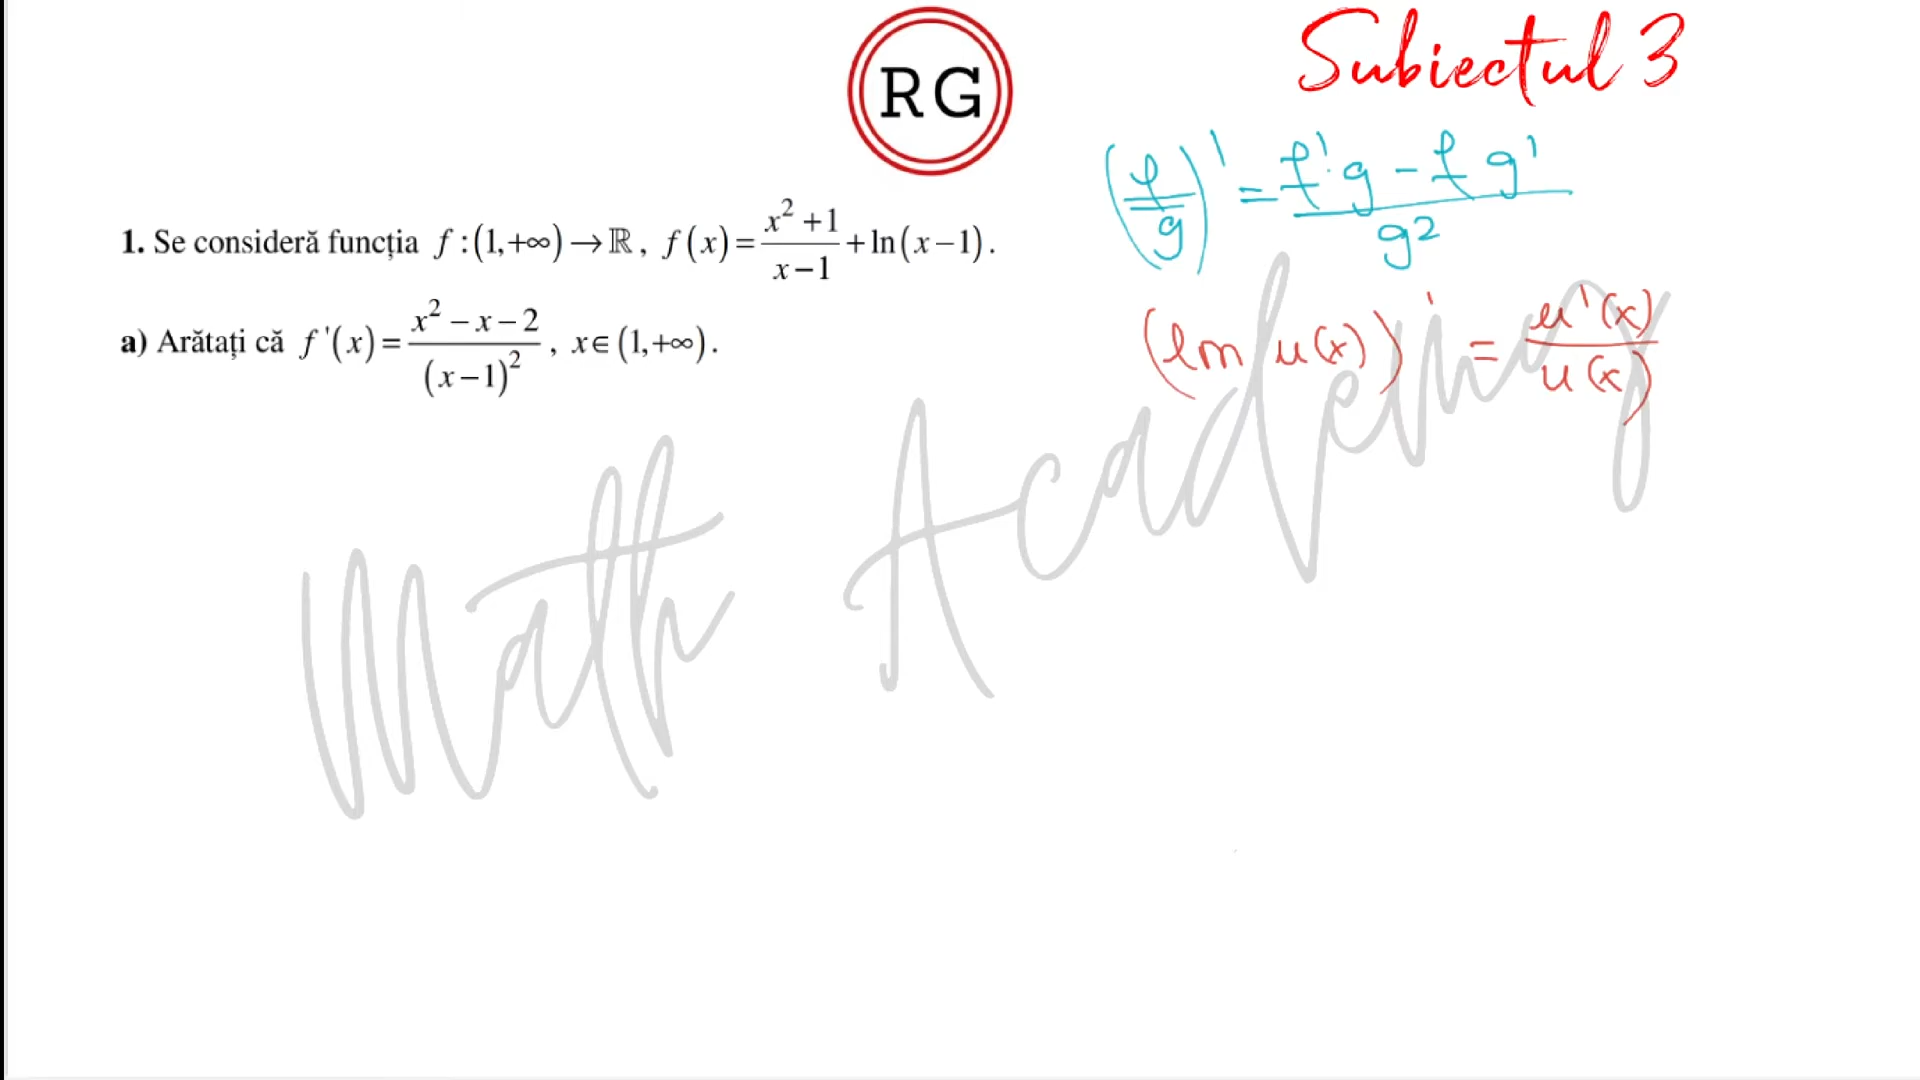 RG
Subiectul 3
(f/g)' = (f'·g - f g')/g²
1. Se consideră funcția f:(1,+∞)→ℝ, f(x)=(x²+1)/(x-1)+ln(x-1).
(ln u(x))' = u'(x)/u(x)
a) Arătați că f'(x)=(x²-x-2)/(x-1)², x∈(1,+∞).
Math Academy